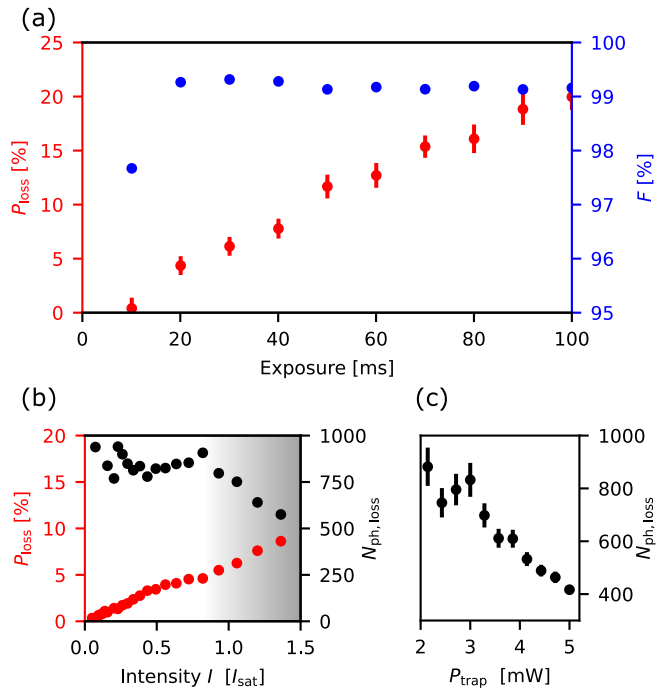 (a)
25
20
15
10
5
0
P_loss [%]
100
99
98
97
96
95
F [%]
0 20 40 60 80 100
Exposure [ms]
(b)
20
15
10
5
0
P_loss [%]
1000
750
500
250
0
N_ph,loss
0.0 0.5 1.0 1.5
Intensity I [I_sat]
(c)
1000
800
600
400
N_ph,loss
2 3 4 5
P_trap [mW]